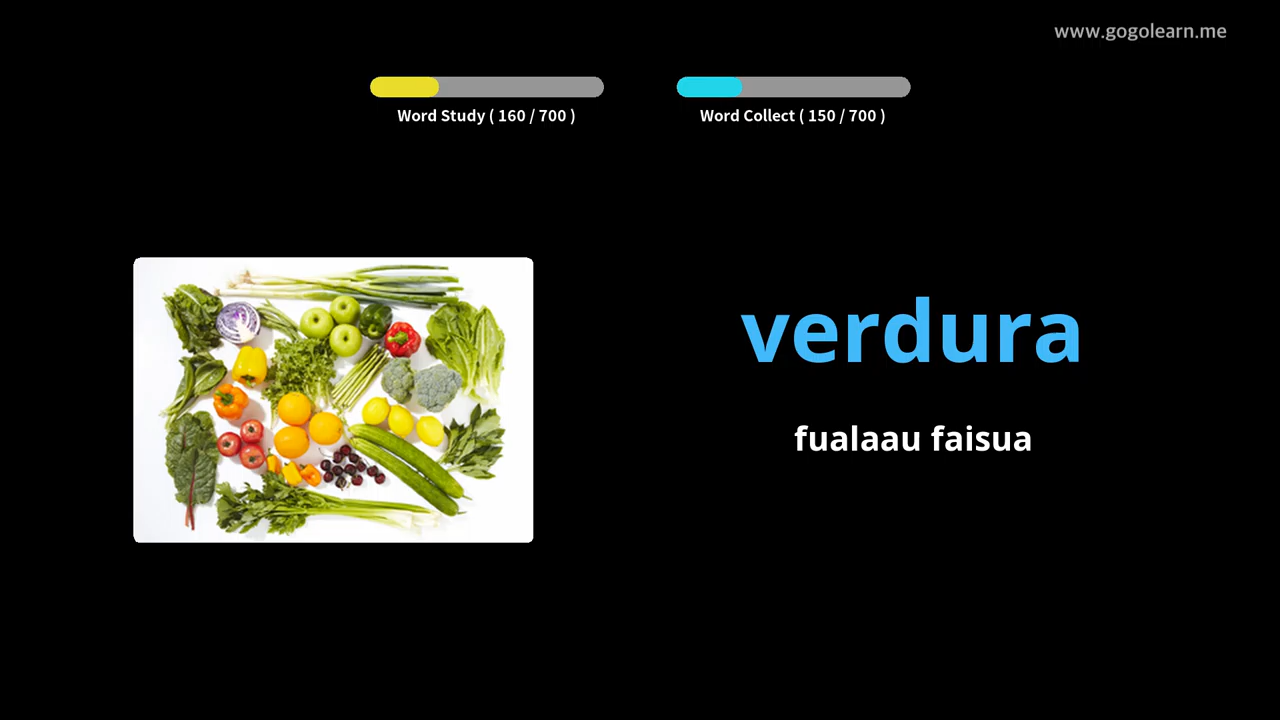 www.gogolearn.me
Word Study ( 160 / 700 )
Word Collect ( 150 / 700 )
verdura
fualaau faisua